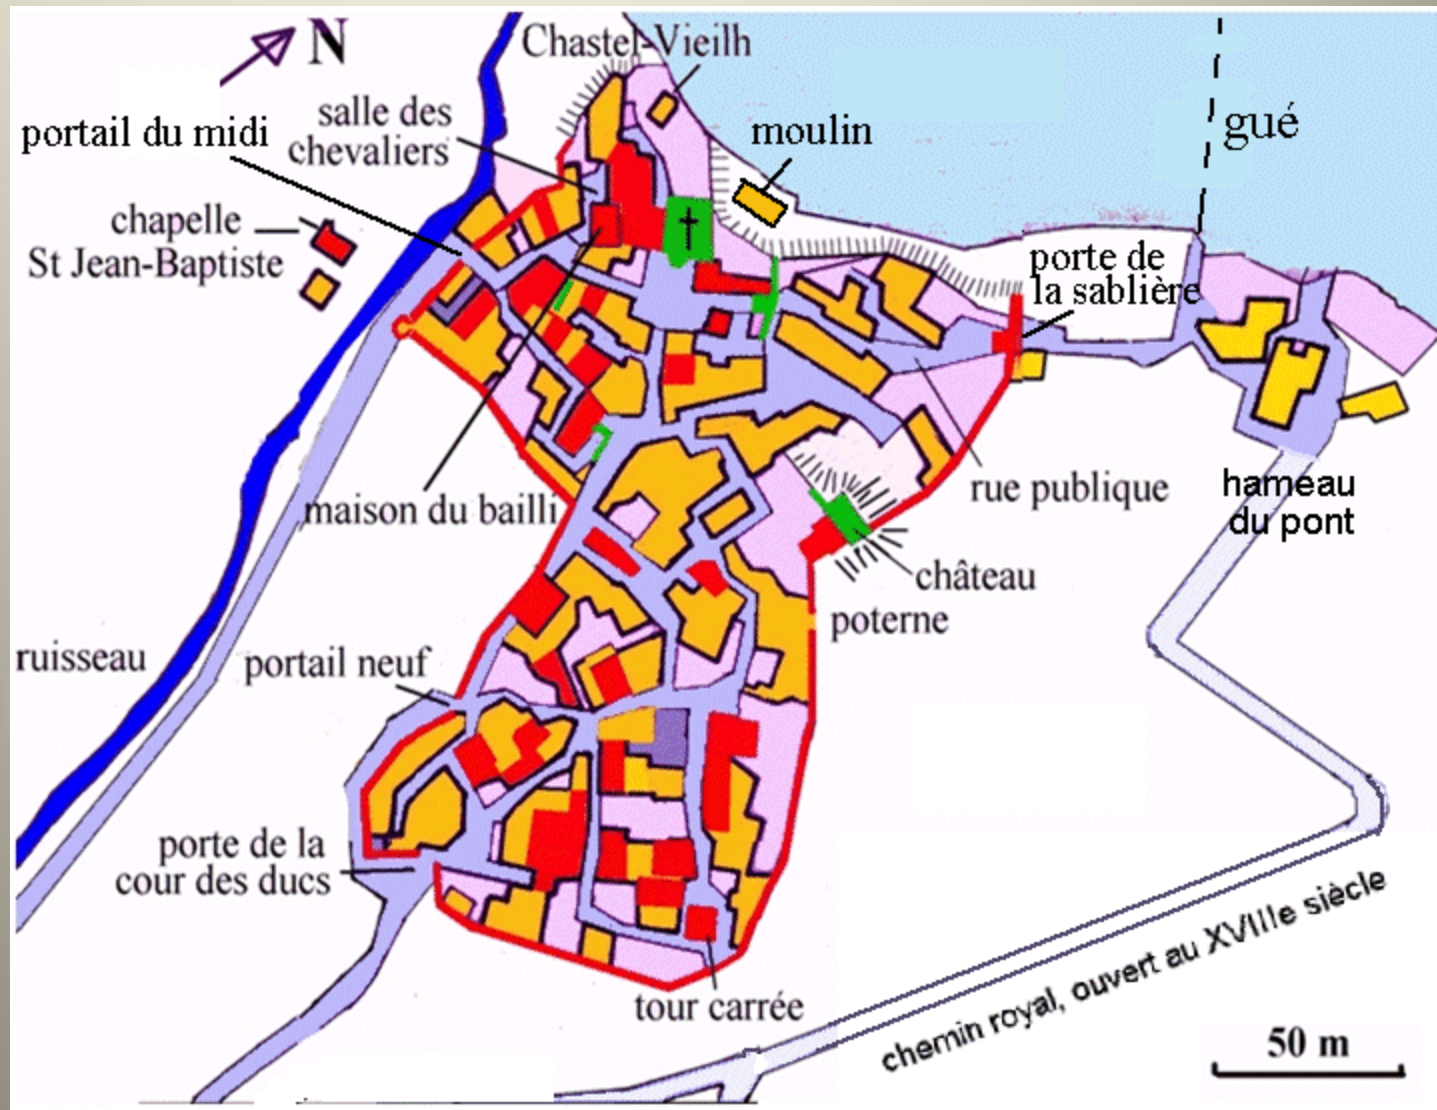 N
Chastel-Vieilh
salle des
chevaliers
portail du midi
moulin
gué
chapelle
St Jean-Baptiste
porte de
la sablière
maison du bailli
rue publique
hameau
du pont
château
poterne
ruisseau
portail neuf
porte de la
cour des ducs
tour carrée
chemin royal, ouvert au XVIIIe siècle
50 m